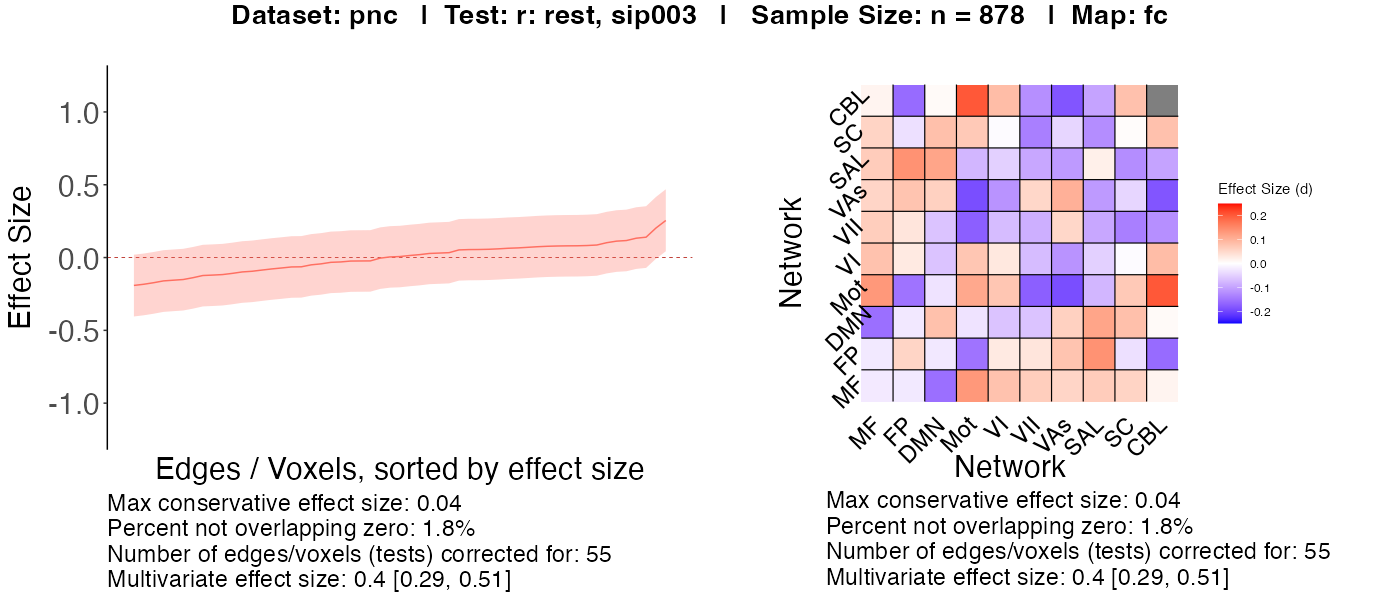 Dataset: pnc | Test: r: rest, sip003 | Sample Size: n = 878 | Map: fc
Effect Size
1.0
0.5
0.0
-0.5
-1.0
Edges / Voxels, sorted by effect size
Max conservative effect size: 0.04
Percent not overlapping zero: 1.8%
Number of edges/voxels (tests) corrected for: 55
Multivariate effect size: 0.4 [0.29, 0.51]
Network
CBL
SC
SAL
VAs
VII
VI
Mot
DMN
FP
MF
MF FP DMN Mot VI VII VAs SAL SC CBL
Network
Effect Size (d)
0.2
0.1
0.0
-0.1
-0.2
Max conservative effect size: 0.04
Percent not overlapping zero: 1.8%
Number of edges/voxels (tests) corrected for: 55
Multivariate effect size: 0.4 [0.29, 0.51]